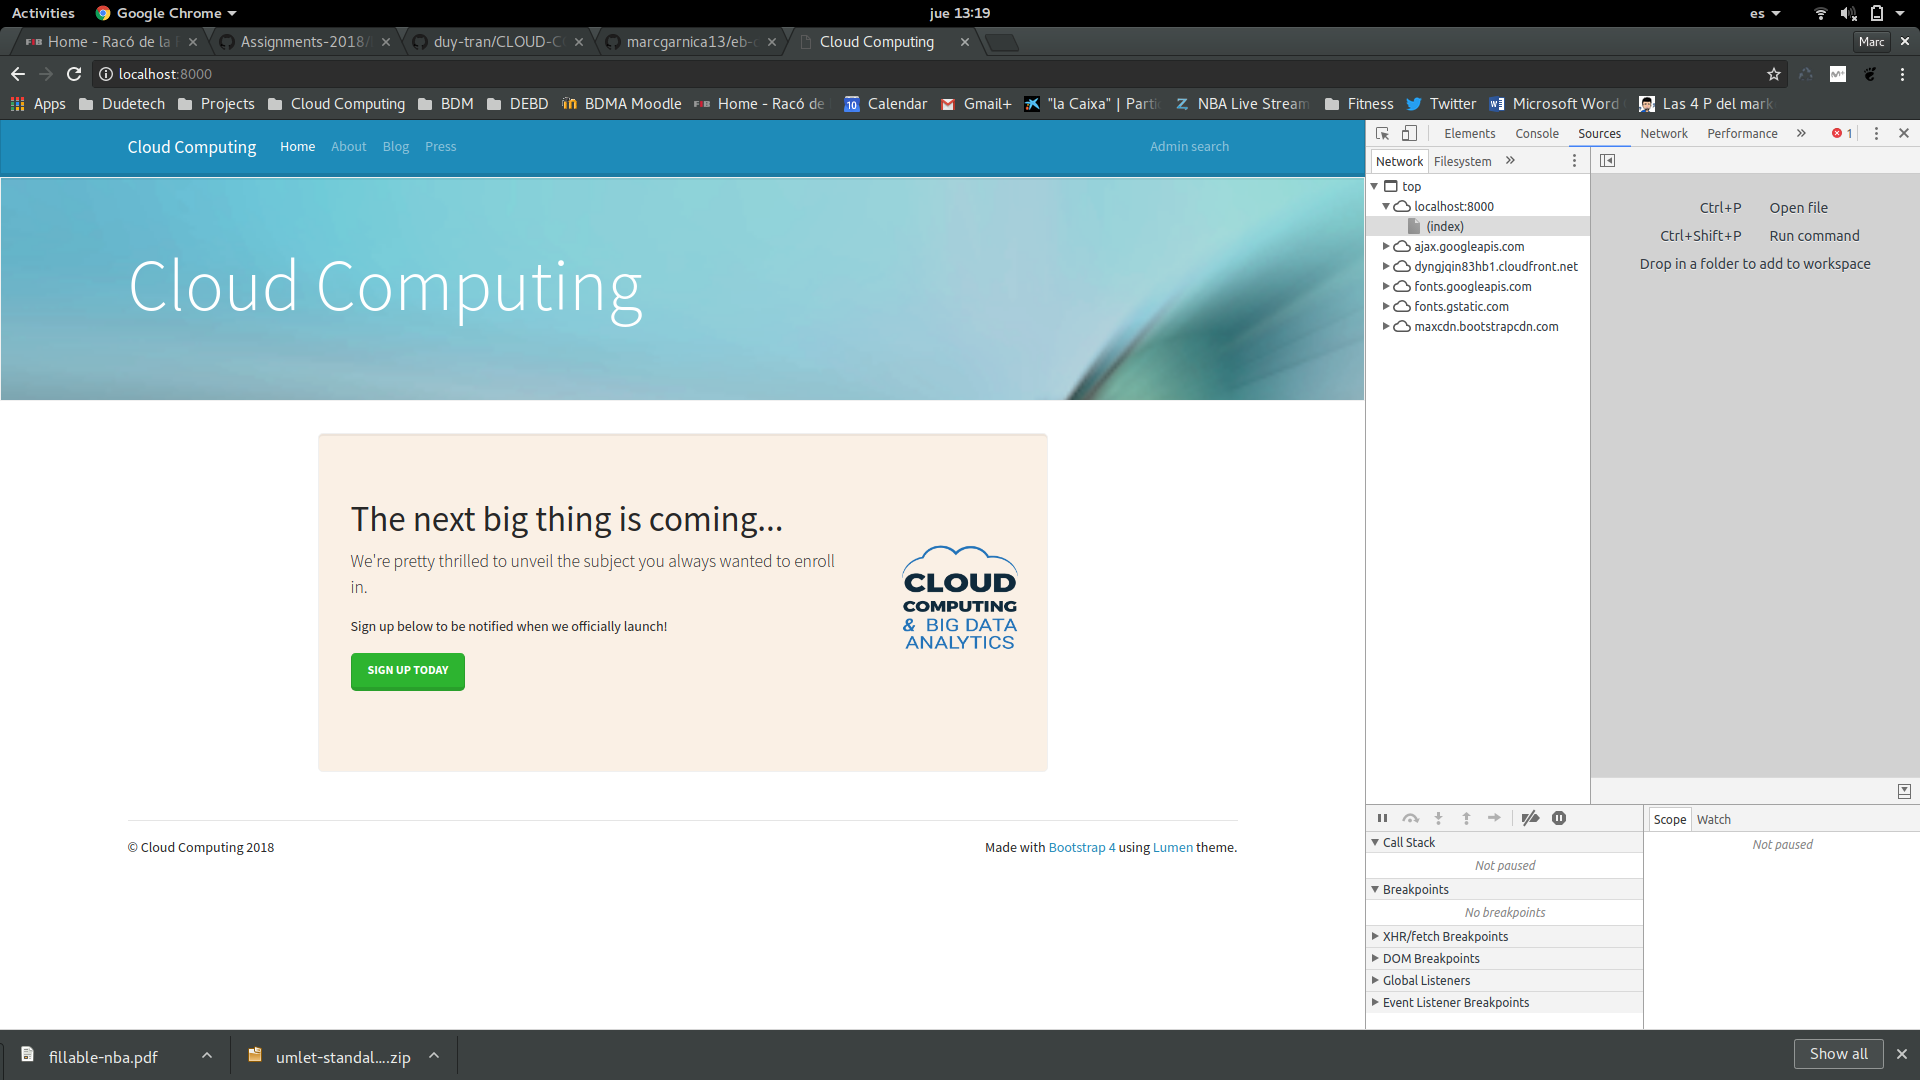 Activities Google Chrome jue 13:19 es
Home - Racó de la Assignments-2018/ duy-tran/CLOUD-C marcgarnica13/eb- Cloud Computing Marc
localhost:8000
Apps Dudetech Projects Cloud Computing BDM DEBD BDMA Moodle Home - Racó de Calendar Gmail+ "la Caixa" | Parti NBA Live Stream Fitness Twitter Microsoft Word Las 4 P del mark
Cloud Computing Home About Blog Press Admin search
Cloud Computing
The next big thing is coming...
We're pretty thrilled to unveil the subject you always wanted to enroll
in.
Sign up below to be notified when we officially launch!
SIGN UP TODAY
CLOUD
COMPUTING
& BIG DATA
ANALYTICS
© Cloud Computing 2018
Made with Bootstrap 4 using Lumen theme.
Elements Console Sources Network Performance » 1
Network Filesystem »
top
localhost:8000
(index)
ajax.googleapis.com
dyngjqin83hb1.cloudfront.net
fonts.googleapis.com
fonts.gstatic.com
maxcdn.bootstrapcdn.com
Ctrl+P Open file
Ctrl+Shift+P Run command
Drop in a folder to add to workspace
Call Stack
Not paused
Breakpoints
No breakpoints
XHR/fetch Breakpoints
DOM Breakpoints
Global Listeners
Event Listener Breakpoints
Scope Watch
Not paused
fillable-nba.pdf umlet-standal....zip Show all